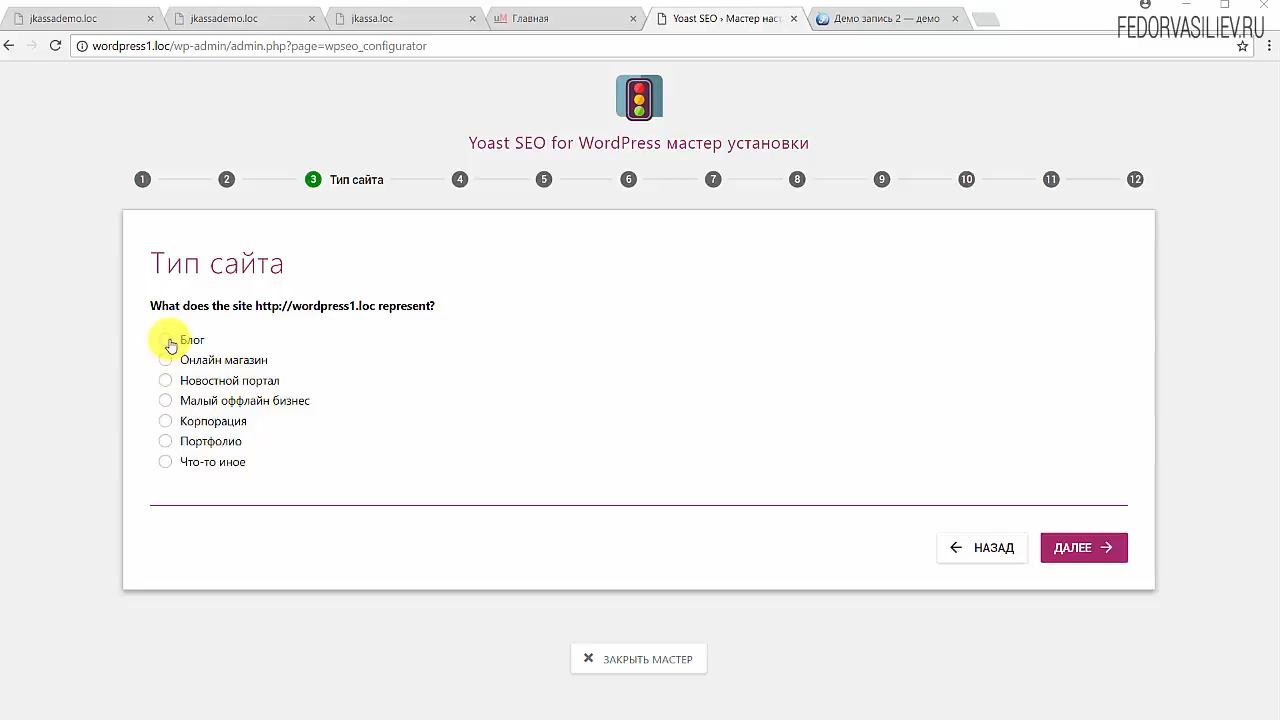 jkassademo.loc
jkassademo.loc
jkassa.loc
uM Главная
Yoast SEO › Мастер нас
Демо запись 2 — демо
FEDORVASILIEV.RU
wordpress1.loc/wp-admin/admin.php?page=wpseo_configurator
Yoast SEO for WordPress мастер установки
1 2 3 Тип сайта 4 5 6 7 8 9 10 11 12
Тип сайта
What does the site http://wordpress1.loc represent?
Блог
Онлайн магазин
Новостной портал
Малый оффлайн бизнес
Корпорация
Портфолио
Что-то иное
НАЗАД
ДАЛЕЕ
ЗАКРЫТЬ МАСТЕР